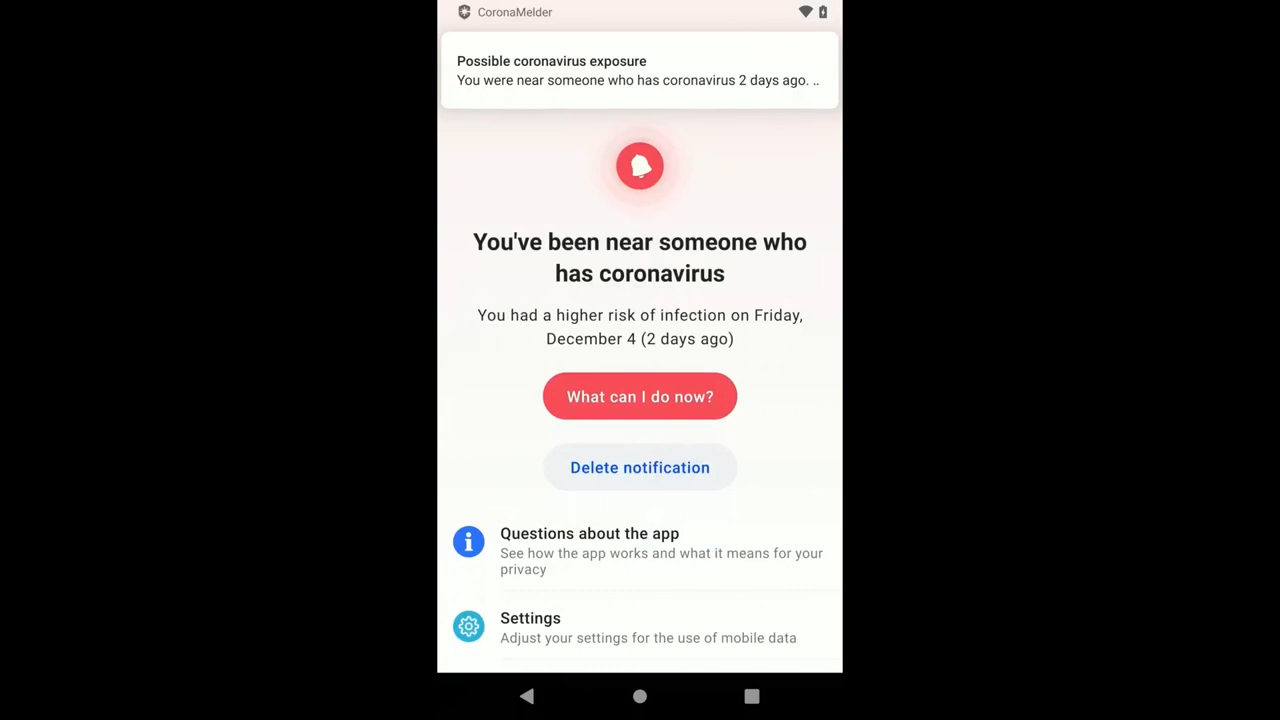 CoronaMelder
Possible coronavirus exposure
You were near someone who has coronavirus 2 days ago. ..
You've been near someone who
has coronavirus
You had a higher risk of infection on Friday,
December 4 (2 days ago)
What can I do now?
Delete notification
Questions about the app
See how the app works and what it means for your
privacy
Settings
Adjust your settings for the use of mobile data